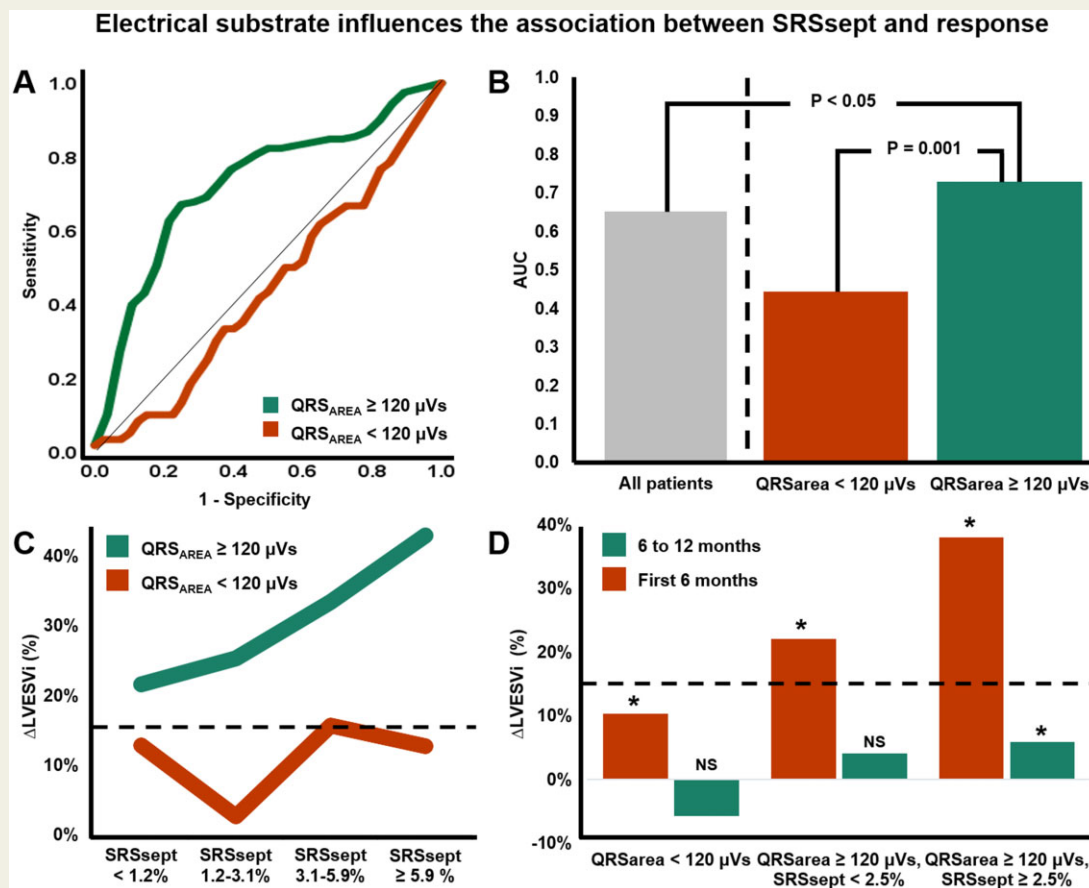 Electrical substrate influences the association between SRSsept and response
A
1.0
0.8
0.6
0.4
0.2
0.0
Sensitivity
0.0 0.2 0.4 0.6 0.8 1.0
1 - Specificity
QRSAREA ≥ 120 µVs
QRSAREA < 120 µVs
B
1.0
0.9
0.8
0.7
0.6
0.5
0.4
0.3
0.2
0.1
0.0
AUC
P < 0.05
P = 0.001
All patients QRSarea < 120 µVs QRSarea ≥ 120 µVs
C
40%
30%
20%
10%
0%
ΔLVESVi (%)
QRSAREA ≥ 120 µVs
QRSAREA < 120 µVs
SRSsept SRSsept SRSsept SRSsept
< 1.2% 1.2-3.1% 3.1-5.9% ≥ 5.9 %
D
40%
30%
20%
10%
0%
-10%
ΔLVESVi (%)
6 to 12 months
First 6 months
*
NS
*
NS
*
*
QRSarea < 120 µVs QRSarea ≥ 120 µVs, QRSarea ≥ 120 µVs,
SRSsept < 2.5% SRSsept ≥ 2.5%